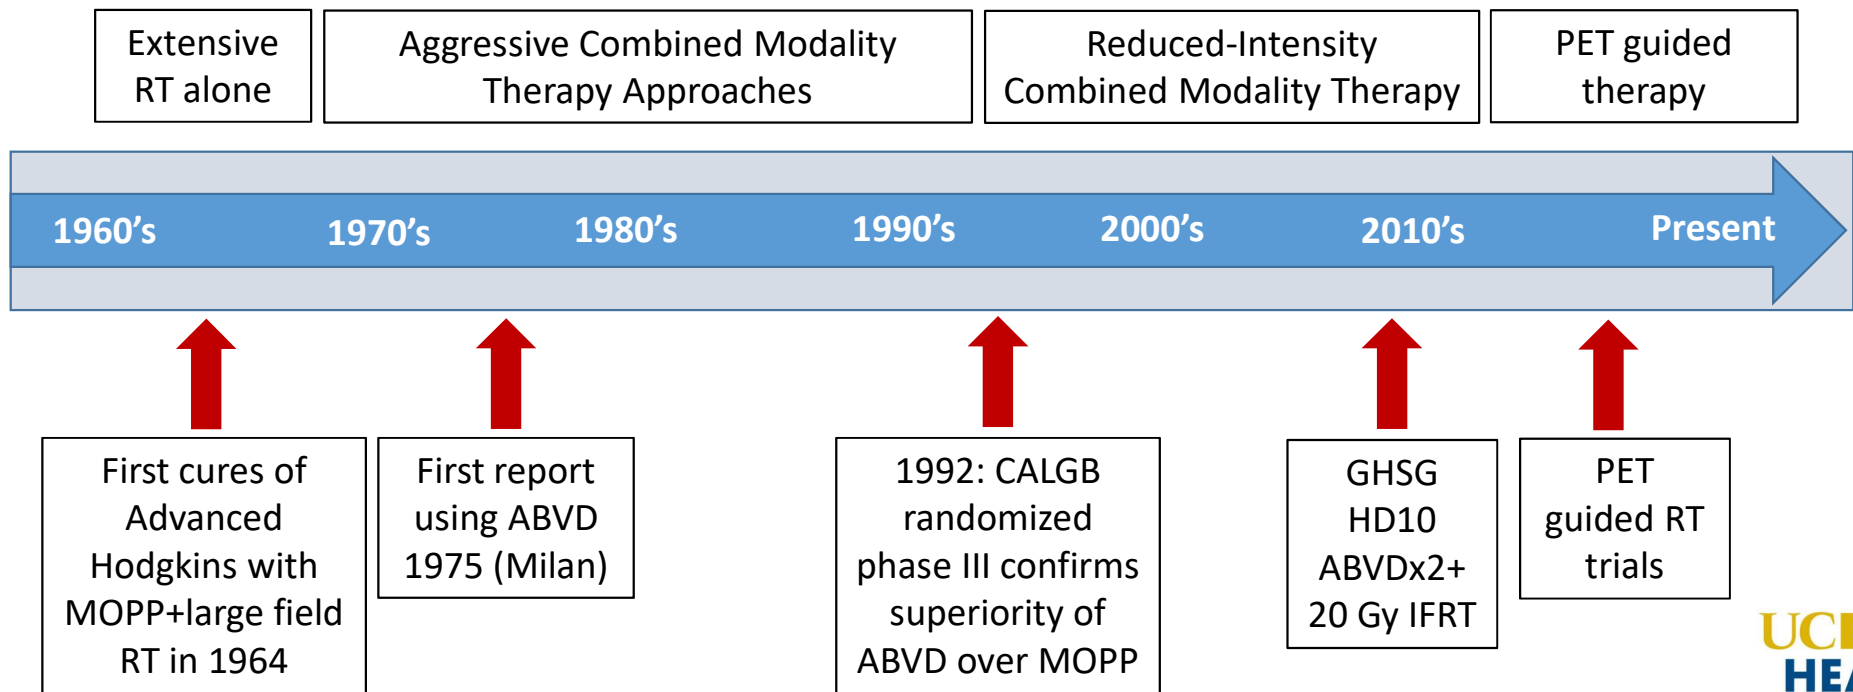 Extensive
RT alone
Aggressive Combined Modality
Therapy Approaches
Reduced-Intensity
Combined Modality Therapy
PET guided
therapy
1960’s
1970’s
1980’s
1990’s
2000’s
2010’s
Present
First cures of
Advanced
Hodgkins with
MOPP+large field
RT in 1964
First report
using ABVD
1975 (Milan)
1992: CALGB
randomized
phase III confirms
superiority of
ABVD over MOPP
GHSG
HD10
ABVDx2+
20 Gy IFRT
PET
guided RT
trials